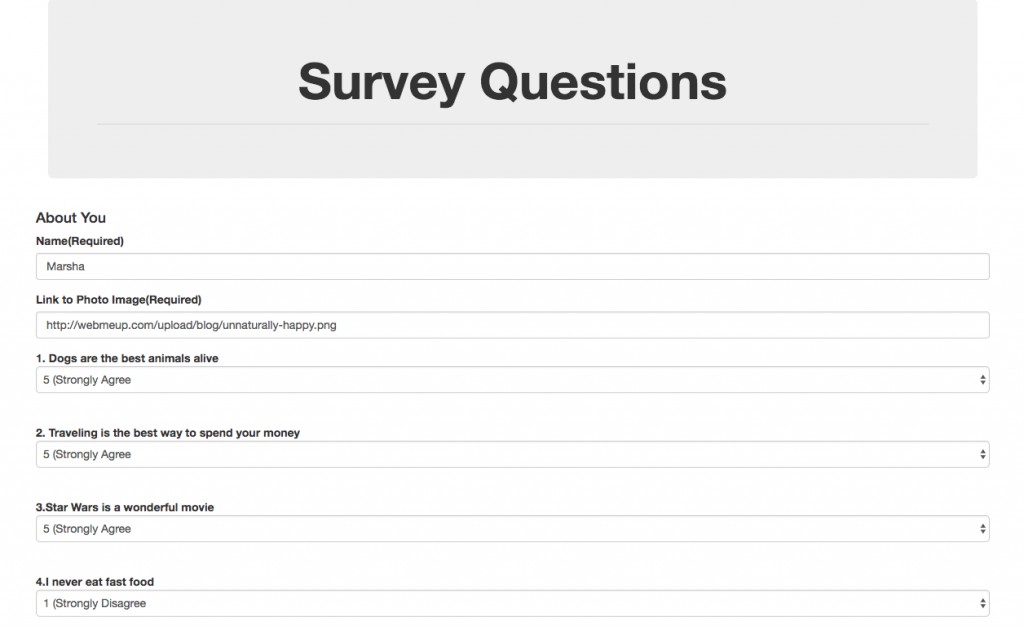 Survey Questions
About You
Name(Required)
Marsha
Link to Photo Image(Required)
http://webmeup.com/upload/blog/unnaturally-happy.png
1. Dogs are the best animals alive
5 (Strongly Agree
2. Traveling is the best way to spend your money
5 (Strongly Agree
3.Star Wars is a wonderful movie
5 (Strongly Agree
4.I never eat fast food
1 (Strongly Disagree